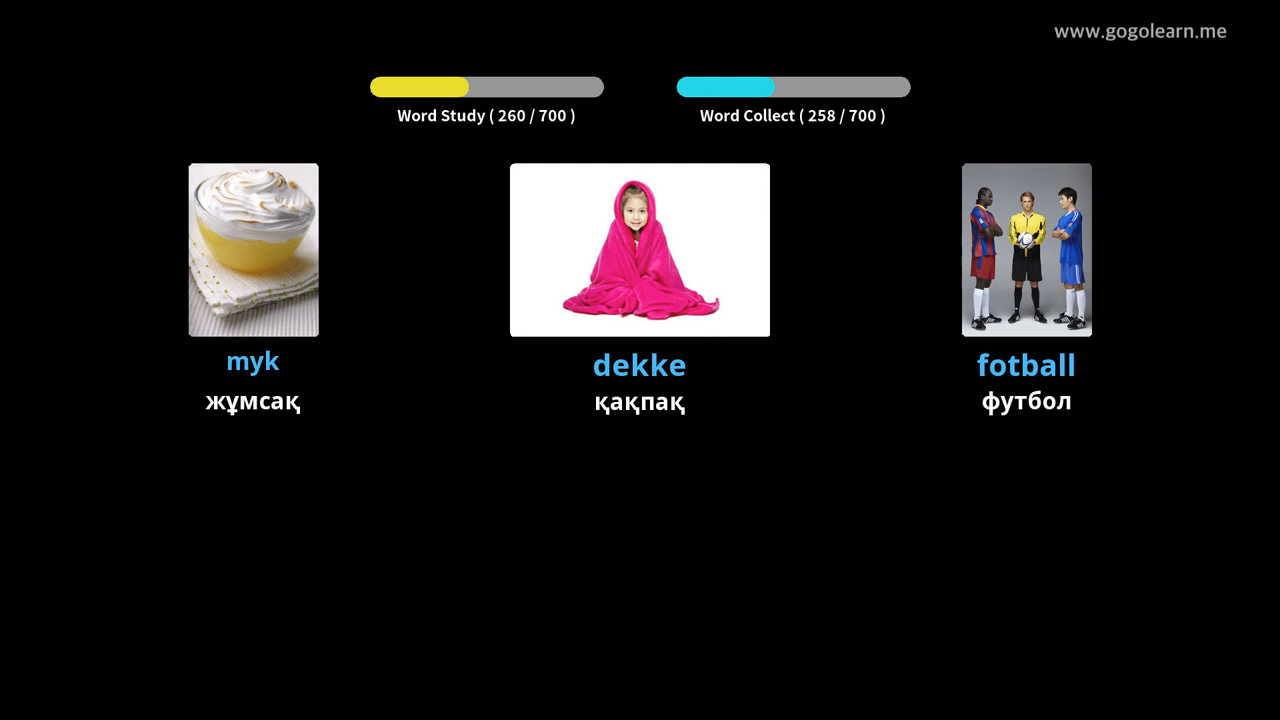 www.gogolearn.me
Word Study ( 260 / 700 )
Word Collect ( 258 / 700 )
myk
жұмсақ
dekke
қақпақ
fotball
футбол